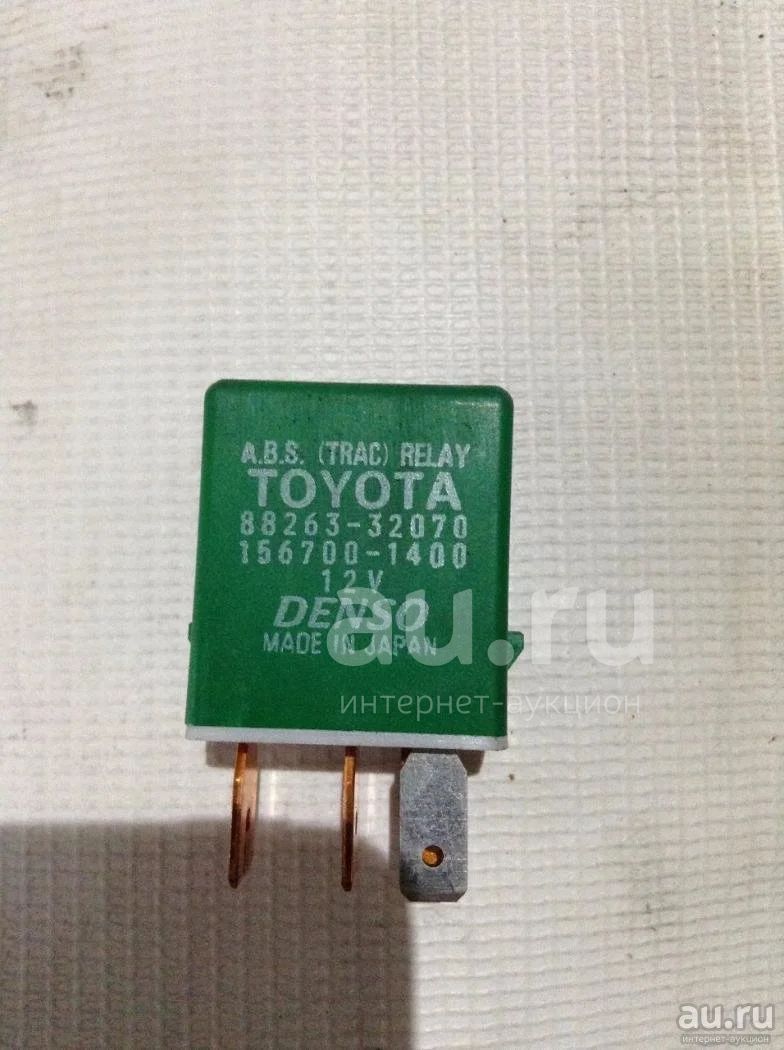 A.B.S. (TRAC) RELAY
TOYOTA
88263-32070
156700-1400
12V
DENSO
MADE IN JAPAN
au.ru
интернет-аукцион
au.ru
интернет-аукцион